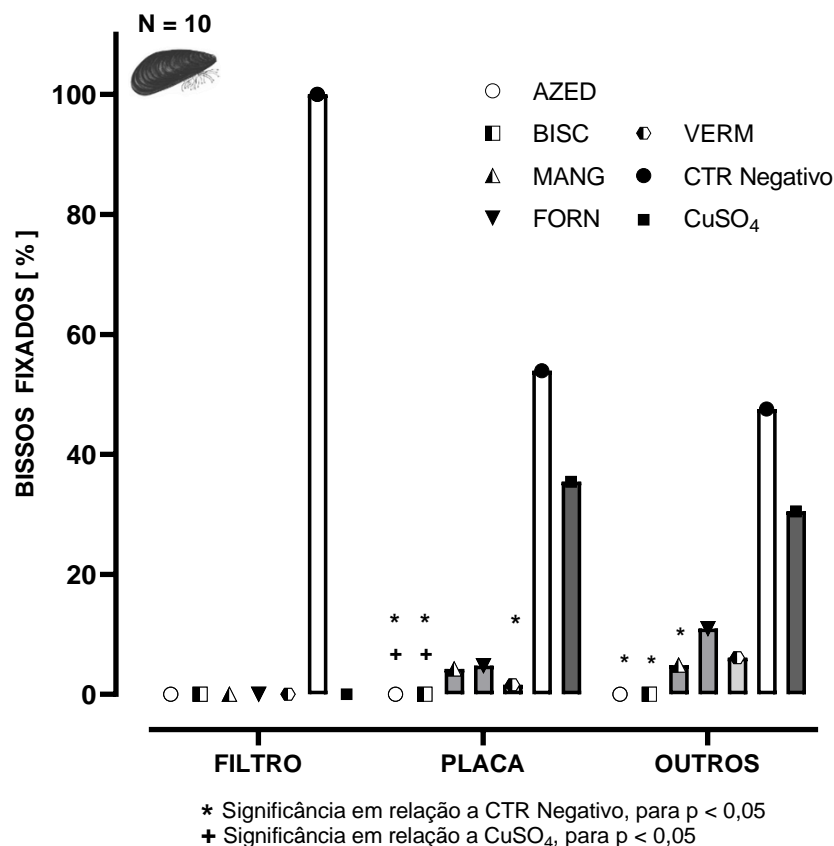 N = 10
BISSOS FIXADOS [ % ]
100
80
60
40
20
0
AZED
BISC
MANG
FORN
VERM
CTR Negativo
CuSO₄
* *
+ +
*
* *
*
FILTRO PLACA OUTROS
* Significância em relação a CTR Negativo, para p < 0,05
+ Significância em relação a CuSO₄, para p < 0,05